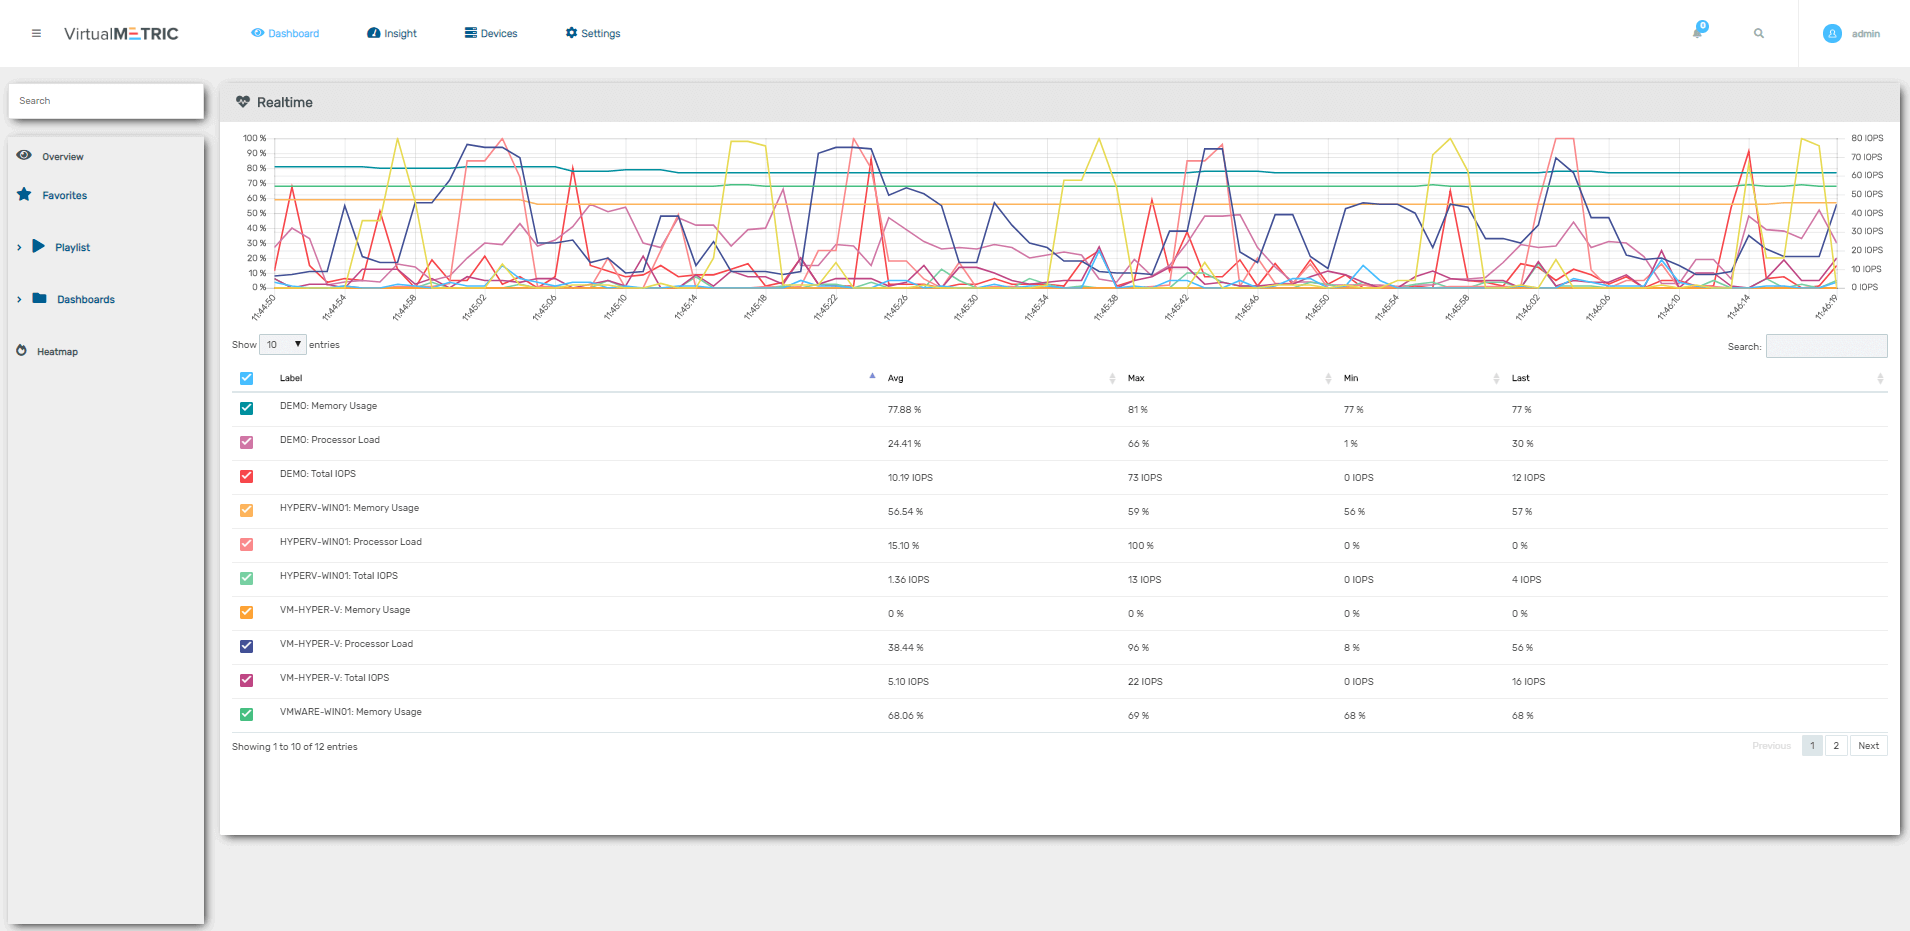 VirtualMETRIC
Dashboard
Insight
Devices
Settings
0
admin
Search
Overview
Favorites
Playlist
Dashboards
Heatmap
Realtime
100 %
90 %
80 %
70 %
60 %
50 %
40 %
30 %
20 %
10 %
0 %
80 IOPS
70 IOPS
60 IOPS
50 IOPS
40 IOPS
30 IOPS
20 IOPS
10 IOPS
0 IOPS
11:44:50
11:44:54
11:44:58
11:45:02
11:45:06
11:45:10
11:45:14
11:45:18
11:45:22
11:45:26
11:45:30
11:45:34
11:45:38
11:45:42
11:45:46
11:45:50
11:45:54
11:45:58
11:46:02
11:46:06
11:46:10
11:46:14
11:46:19
Show 10 entries
Search:
Label Avg Max Min Last
DEMO: Memory Usage 77.88 % 81 % 77 % 77 %
DEMO: Processor Load 24.41 % 66 % 1 % 30 %
DEMO: Total IOPS 10.19 IOPS 73 IOPS 0 IOPS 12 IOPS
HYPERV-WIN01: Memory Usage 56.54 % 59 % 56 % 57 %
HYPERV-WIN01: Processor Load 15.10 % 100 % 0 % 0 %
HYPERV-WIN01: Total IOPS 1.36 IOPS 13 IOPS 0 IOPS 4 IOPS
VM-HYPER-V: Memory Usage 0 % 0 % 0 % 0 %
VM-HYPER-V: Processor Load 38.44 % 96 % 8 % 56 %
VM-HYPER-V: Total IOPS 5.10 IOPS 22 IOPS 0 IOPS 16 IOPS
VMWARE-WIN01: Memory Usage 68.06 % 69 % 68 % 68 %
Showing 1 to 10 of 12 entries
Previous 1 2 Next